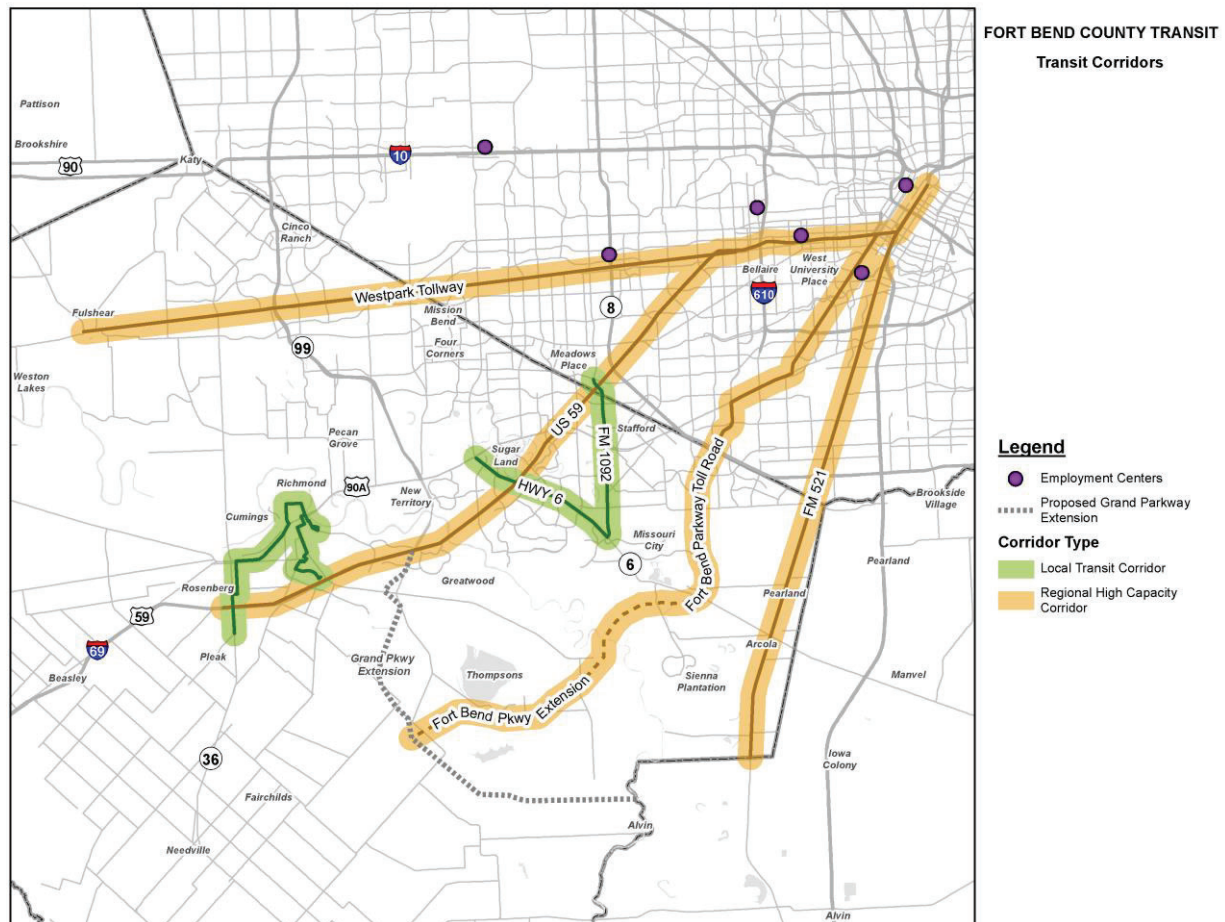 FORT BEND COUNTY TRANSIT
Transit Corridors
Pattison
Brookshire
90
Katy
10
Cinco
Ranch
Westpark Tollway
Fulshear
Mission
Bend
Four
Corners
Bellaire
West
University
Place
610
8
99
Weston
Lakes
Meadows
Place
US 59
FM 1092
Stafford
Pecan
Grove
Sugar
Land
HWY 6
90A
Richmond
New
Territory
Cumings
Missouri
City
6
Fort Bend Parkway Toll Road
FM 521
Brookside
Village
Pearland
Pearland
Rosenberg
Greatwood
59
69
Pleak
Beasley
Grand Pkwy
Extension
Thompsons
Fort Bend Pkwy Extension
Sienna
Plantation
Arcola
Manvel
36
Iowa
Colony
Fairchilds
Needville
Alvin
Alvin
Legend
Employment Centers
Proposed Grand Parkway
Extension
Corridor Type
Local Transit Corridor
Regional High Capacity
Corridor